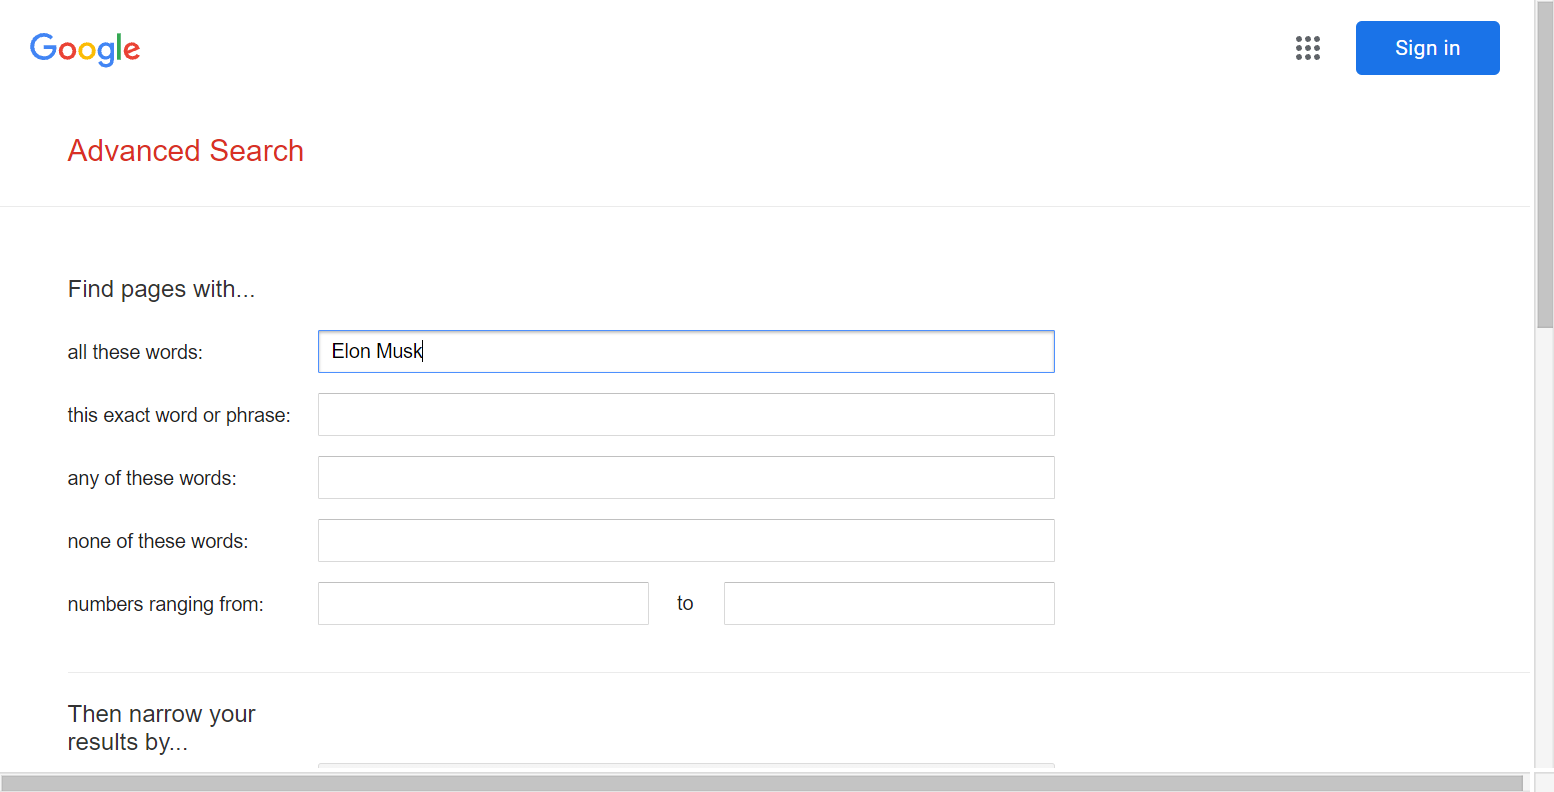 Google
Sign in
Advanced Search
Find pages with...
all these words:
Elon Musk
this exact word or phrase:
any of these words:
none of these words:
numbers ranging from:
to
Then narrow your
results by...